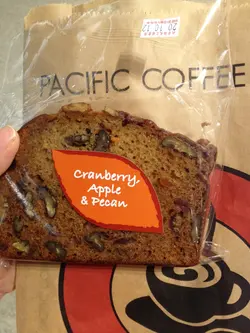 PACIFIC COFFEE
Cranberry,
Apple
& Pecan